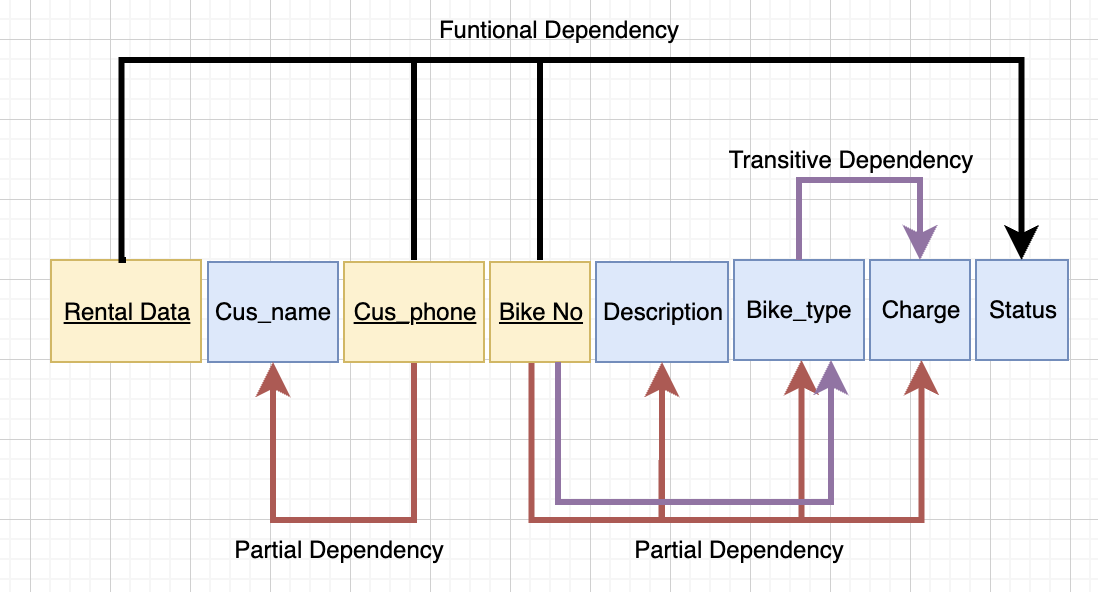 Funtional Dependency
Transitive Dependency
Rental Data
Cus_name
Cus_phone
Bike No
Description
Bike_type
Charge
Status
Partial Dependency
Partial Dependency